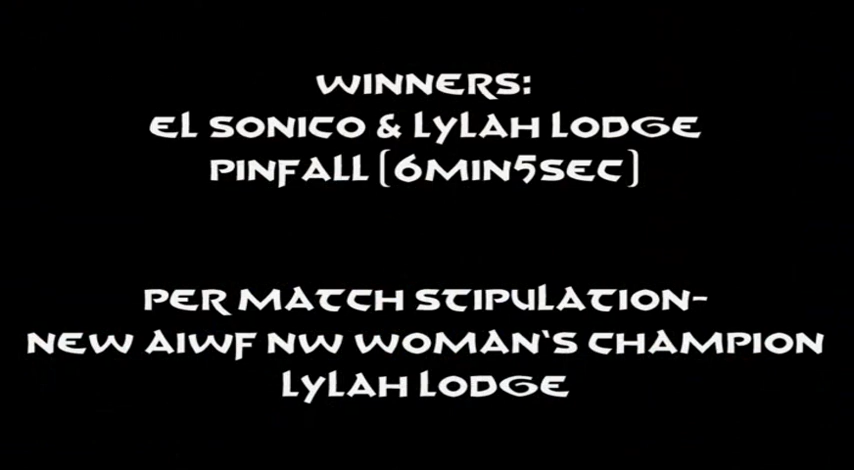 WINNERS:
EL SONICO & LYLAH LODGE
PINFALL (6MIN5SEC)
PER MATCH STIPULATION-
NEW AIWF NW WOMAN'S CHAMPION
LYLAH LODGE